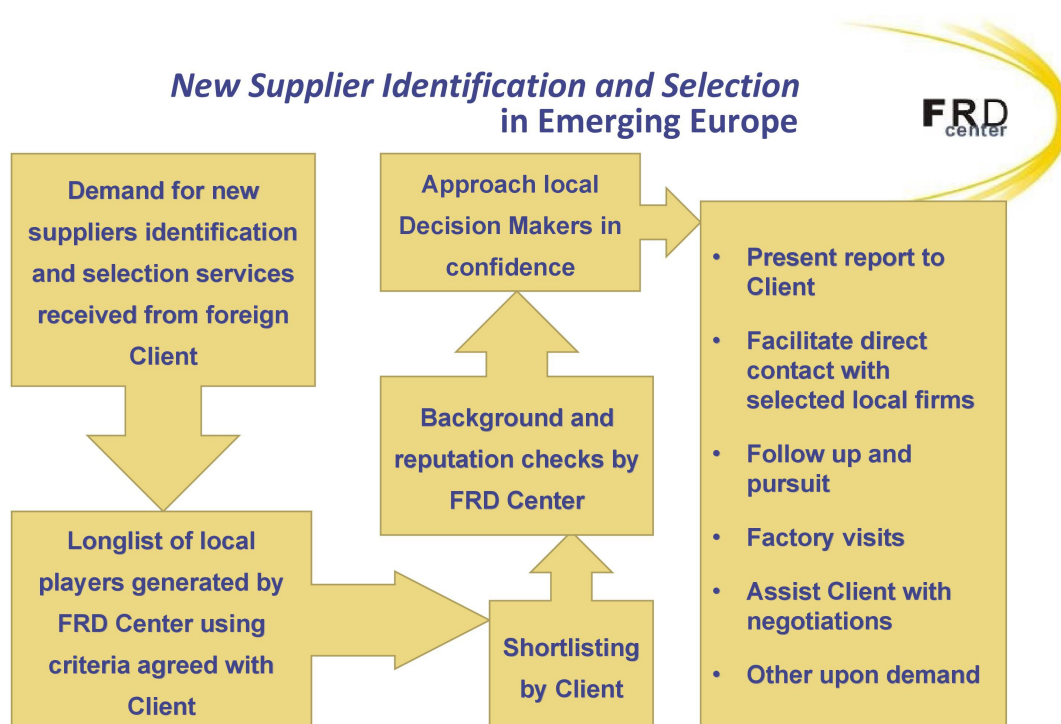 New Supplier Identification and Selection
in Emerging Europe
FRD
center
Demand for new
suppliers identification
and selection services
received from foreign
Client
Longlist of local
players generated by
FRD Center using
criteria agreed with
Client
Shortlisting
by Client
Background and
reputation checks by
FRD Center
Approach local
Decision Makers in
confidence
• Present report to
Client
• Facilitate direct
contact with
selected local firms
• Follow up and
pursuit
• Factory visits
• Assist Client with
negotiations
• Other upon demand